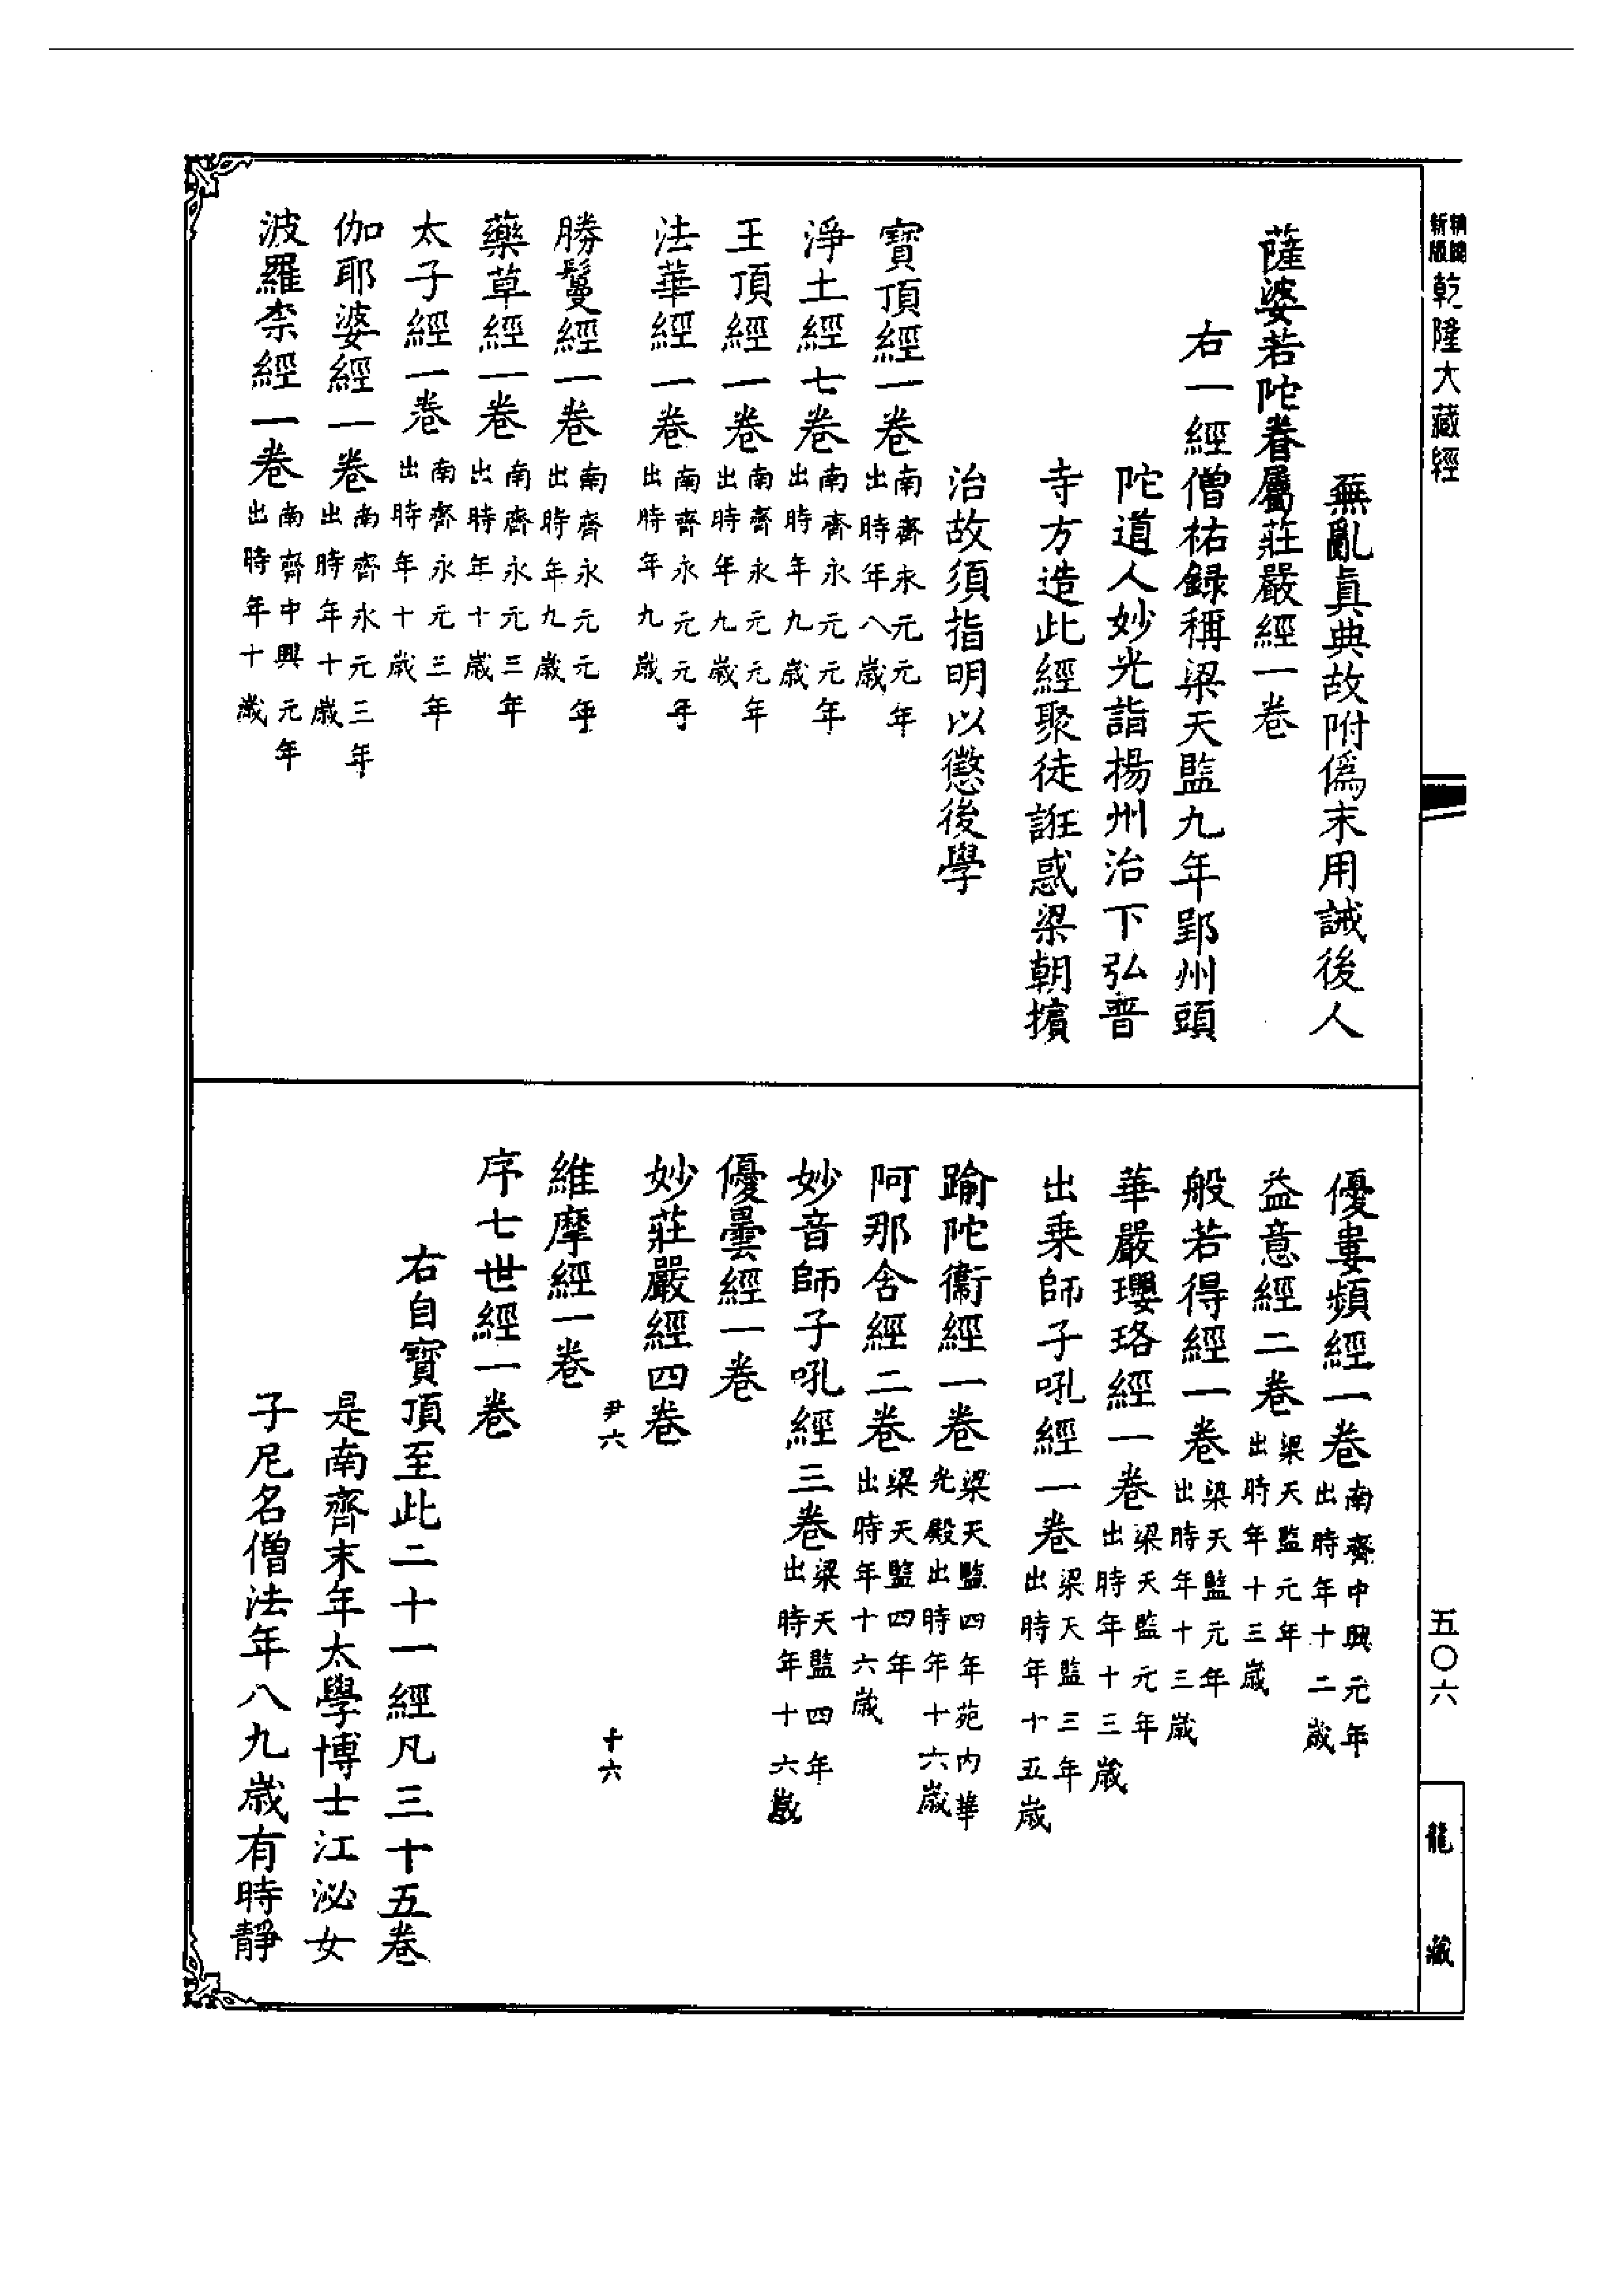 新版
精縮
乾隆大藏經
蕪亂真典故附偽末用誡後人
薩婆若陀眷屬莊嚴經一卷
右一經僧祐録稱梁天監九年郢州頭
陀道人妙光詣揚州治下弘普
寺方造此經聚徒誑惑梁朝擯
治故須指明以懲後學
寶頂經一卷南齊永元元年出時年八歲
淨土經七卷南齊永元元年出時年九歲
王頂經一卷南齊永元元年出時年九歲
法華經一卷南齊永元元年出時年九歲
勝鬘經一卷南齊永元元年出時年九歲
藥草經一卷南齊永元三年出時年十歲
太子經一卷南齊永元三年出時年十歲
伽耶婆經一卷南齊永元三年出時年十歲
波羅柰經一卷南齊中興元年出時年十歲
優婁頻經一卷南齊中興元年出時年十二歲
益意經二卷梁天監元年出時年十三歲
般若得經一卷梁天監元年出時年十三歲
華嚴瓔珞經一卷梁天監元年出時年十三歲
出乗師子吼經一卷梁天監三年出時年十五歲
踰陀衞經一卷梁天監四年苑内華光殿出時年十六歲
阿那含經二卷梁天監四年出時年十六歲
妙音師子吼經三卷梁天監四年出時年十六歲
優曇經一卷
妙莊嚴經四卷
尹六
十六
維摩經一卷
序七世經一卷
右自寶頂至此二十一經凡三十五卷
是南齊末年太學博士江泌女
子尼名僧法年八九歲有時靜
五〇六
龍藏